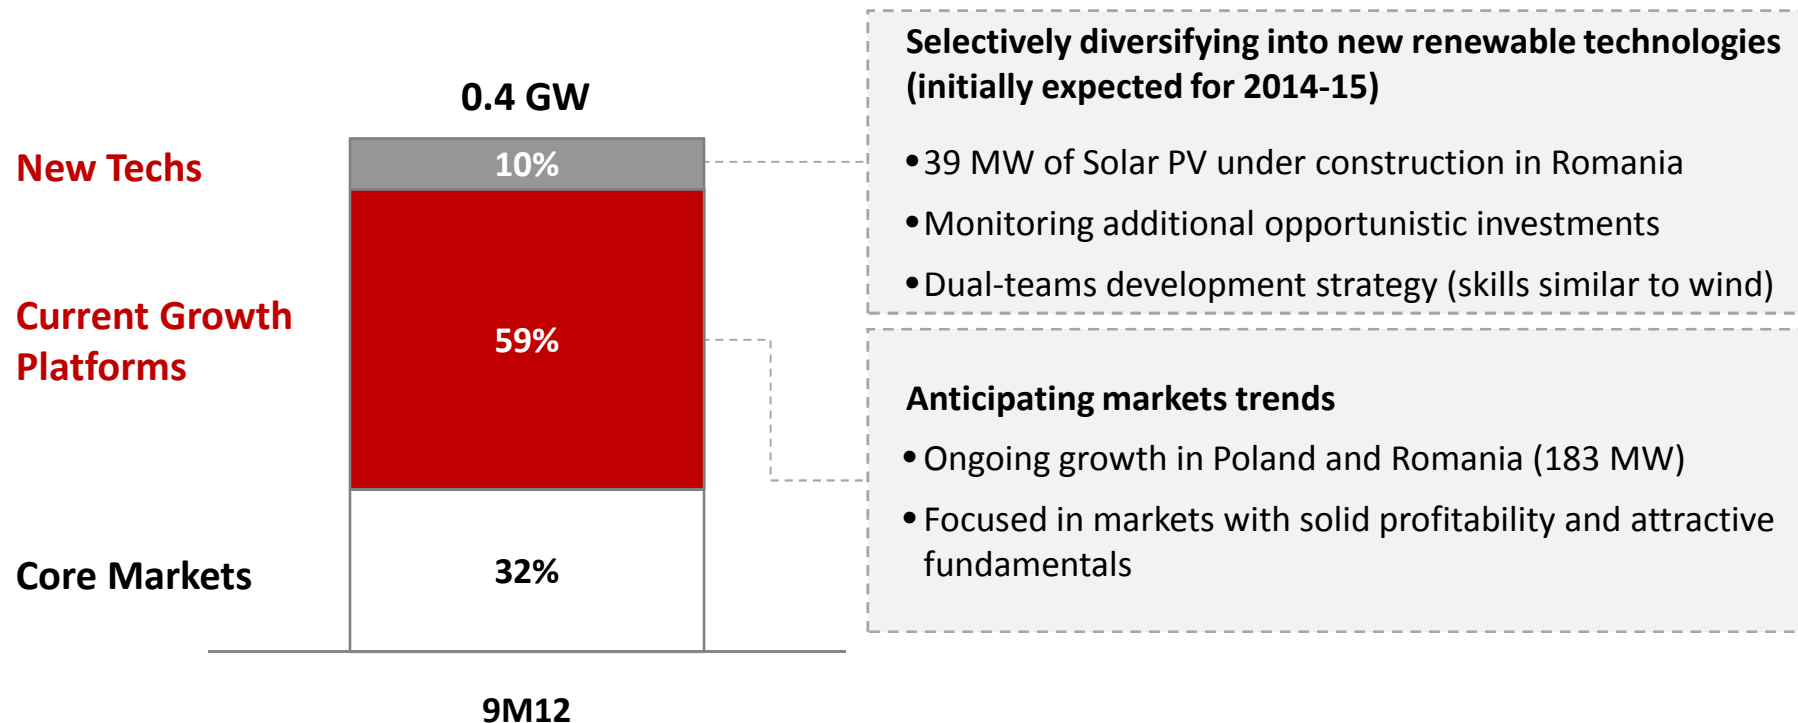 0.4 GW
New Techs
10%
Current Growth
Platforms
59%
Core Markets
32%
9M12
Selectively diversifying into new renewable technologies
(initially expected for 2014-15)
•39 MW of Solar PV under construction in Romania
•Monitoring additional opportunistic investments
•Dual-teams development strategy (skills similar to wind)
Anticipating markets trends
•Ongoing growth in Poland and Romania (183 MW)
•Focused in markets with solid profitability and attractive
fundamentals